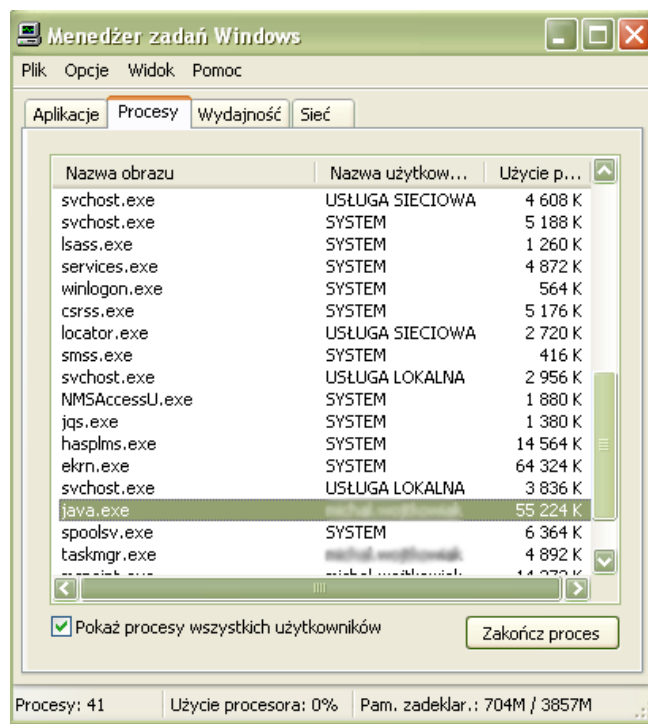 Menedżer zadań Windows
Plik Opcje Widok Pomoc
Aplikacje Procesy Wydajność Sieć
Nazwa obrazu Nazwa użytkow... Użycie p...
svchost.exe USŁUGA SIECIOWA 4 608 K
svchost.exe SYSTEM 5 188 K
lsass.exe SYSTEM 1 260 K
services.exe SYSTEM 4 872 K
winlogon.exe SYSTEM 564 K
csrss.exe SYSTEM 5 176 K
locator.exe USŁUGA SIECIOWA 2 720 K
smss.exe SYSTEM 416 K
svchost.exe USŁUGA LOKALNA 2 956 K
NMSAccessU.exe SYSTEM 1 880 K
jqs.exe SYSTEM 1 380 K
hasplms.exe SYSTEM 14 564 K
ekrn.exe SYSTEM 64 324 K
svchost.exe USŁUGA LOKALNA 3 836 K
java.exe 55 224 K
spoolsv.exe SYSTEM 6 364 K
taskmgr.exe 4 892 K
Pokaż procesy wszystkich użytkowników
Zakończ proces
Procesy: 41 Użycie procesora: 0% Pam. zadeklar.: 704M / 3857M